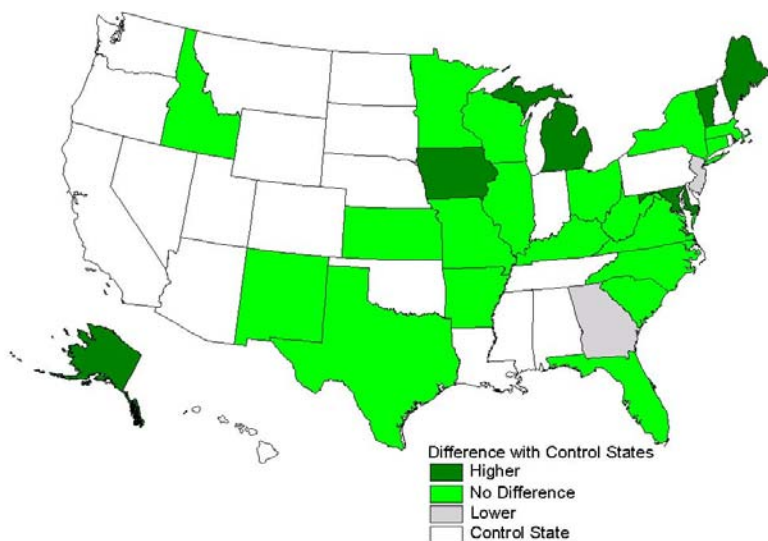 Difference with Control States
Higher
No Difference
Lower
Control State